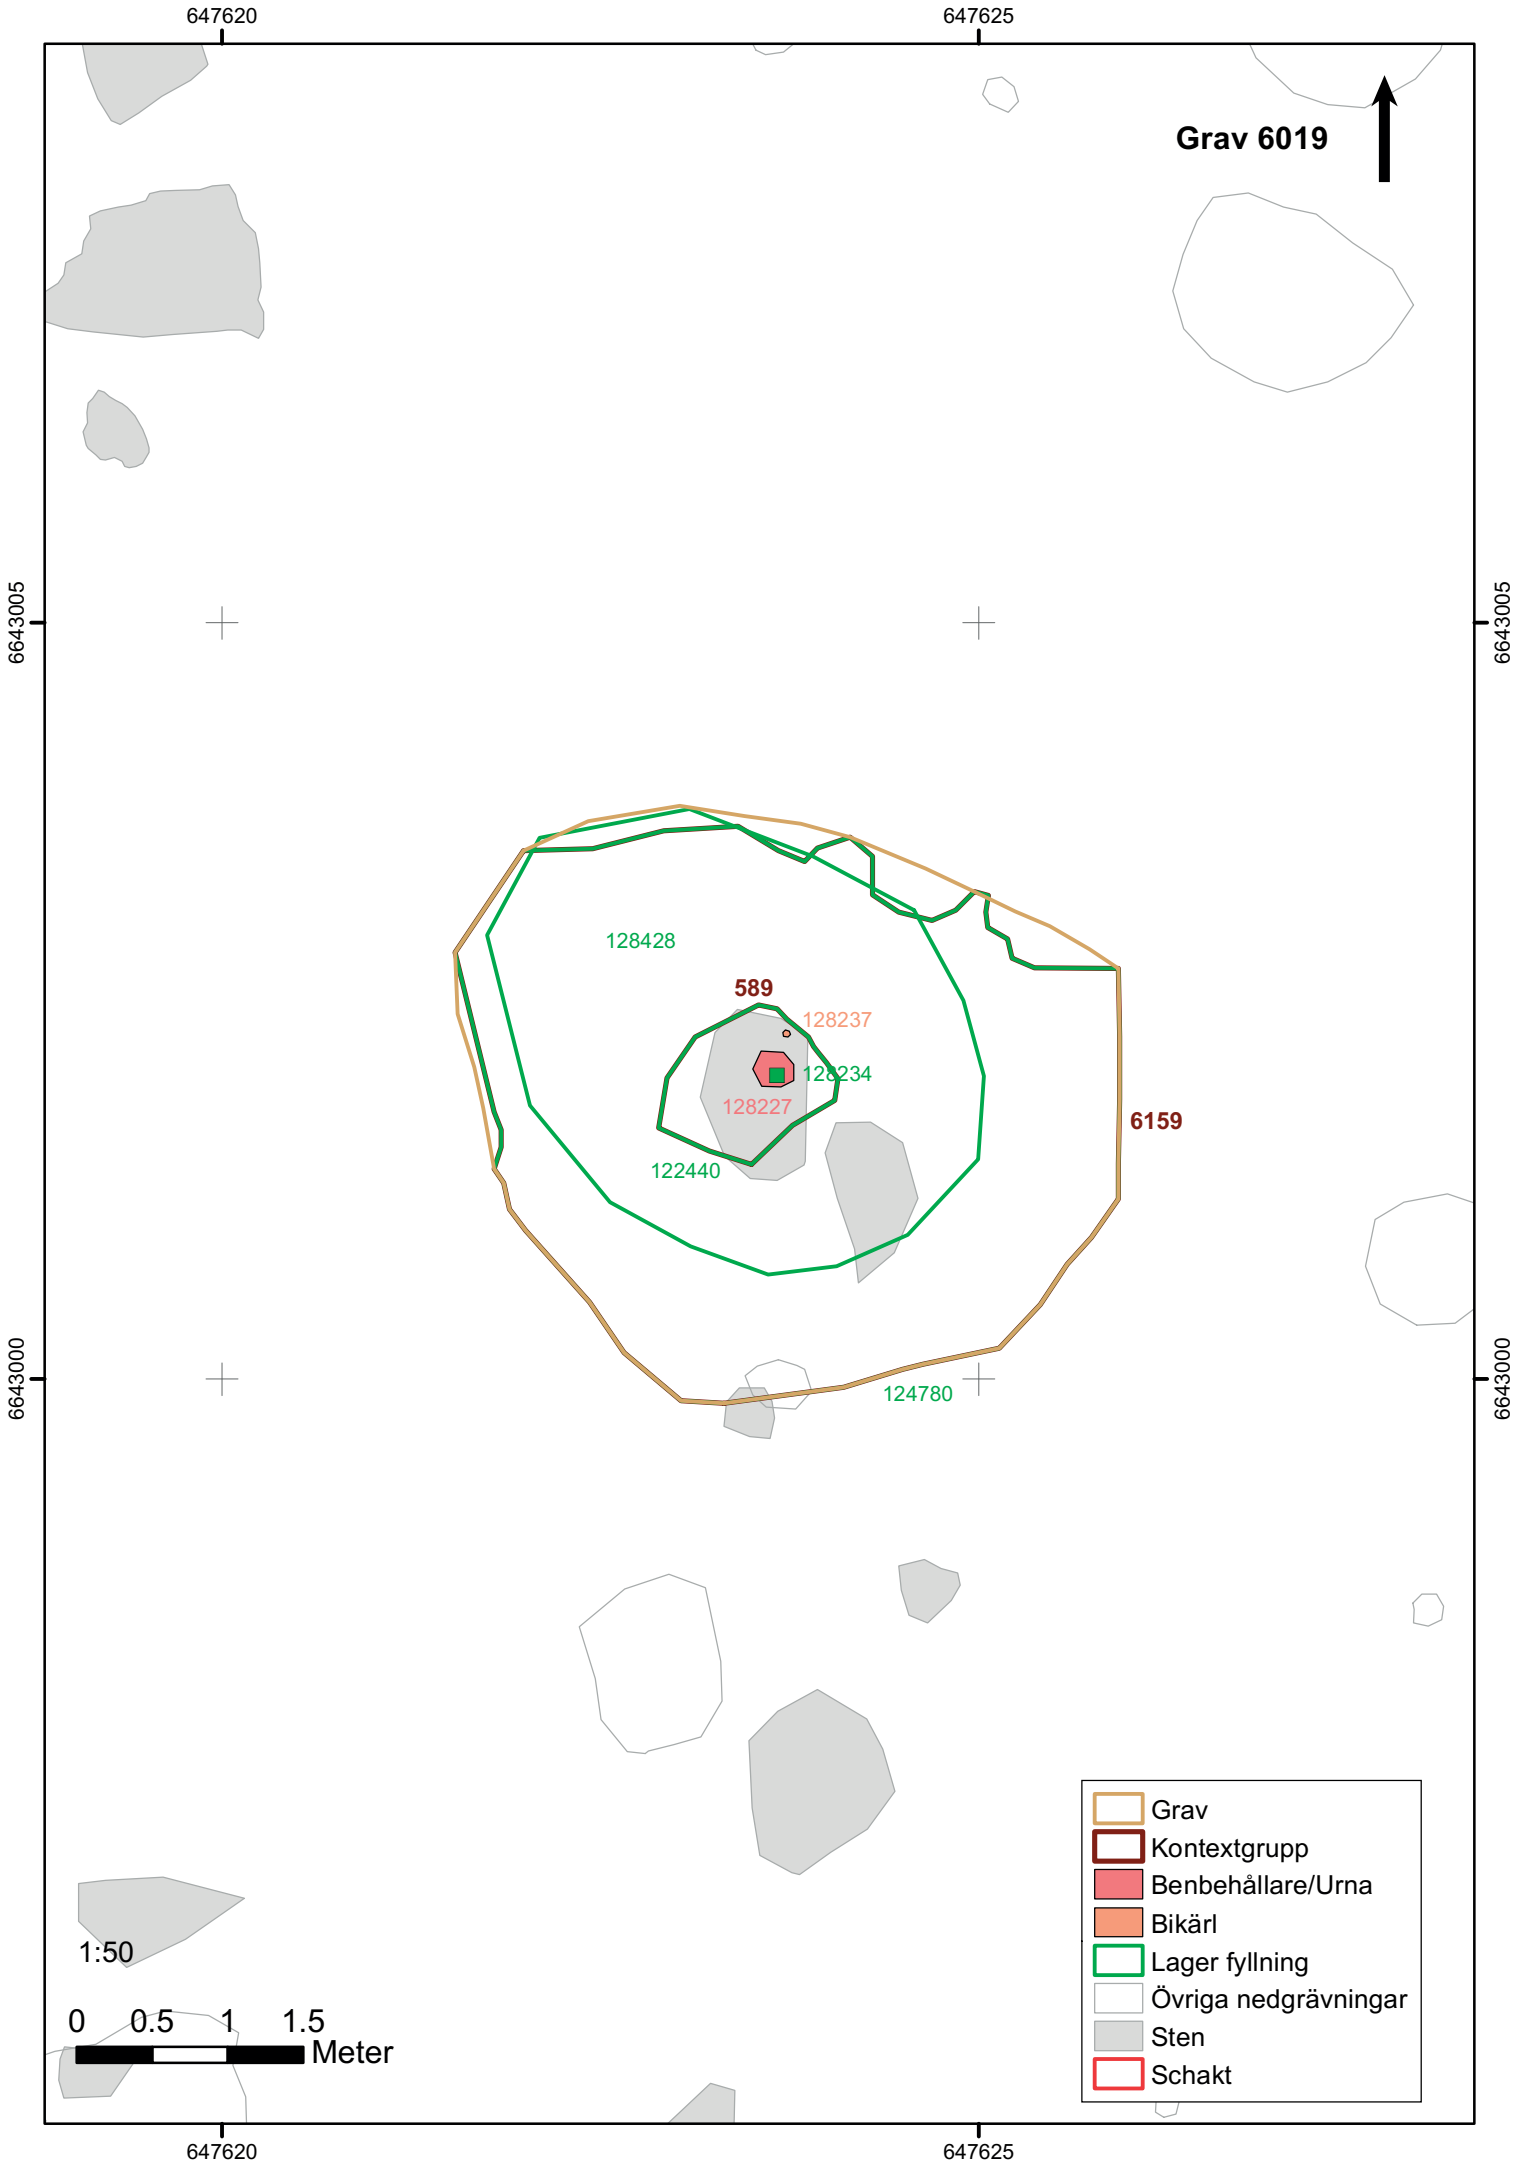 647620
647625
Grav 6019
6643005
6643005
128428
589
128237
128234
128227
6159
122440
6643000
6643000
124780
Grav
Kontextgrupp
Benbehållare/Urna
Bikärl
Lager fyllning
Övriga nedgrävningar
Sten
Schakt
1:50
0 0.5 1 1.5
Meter
647620
647625